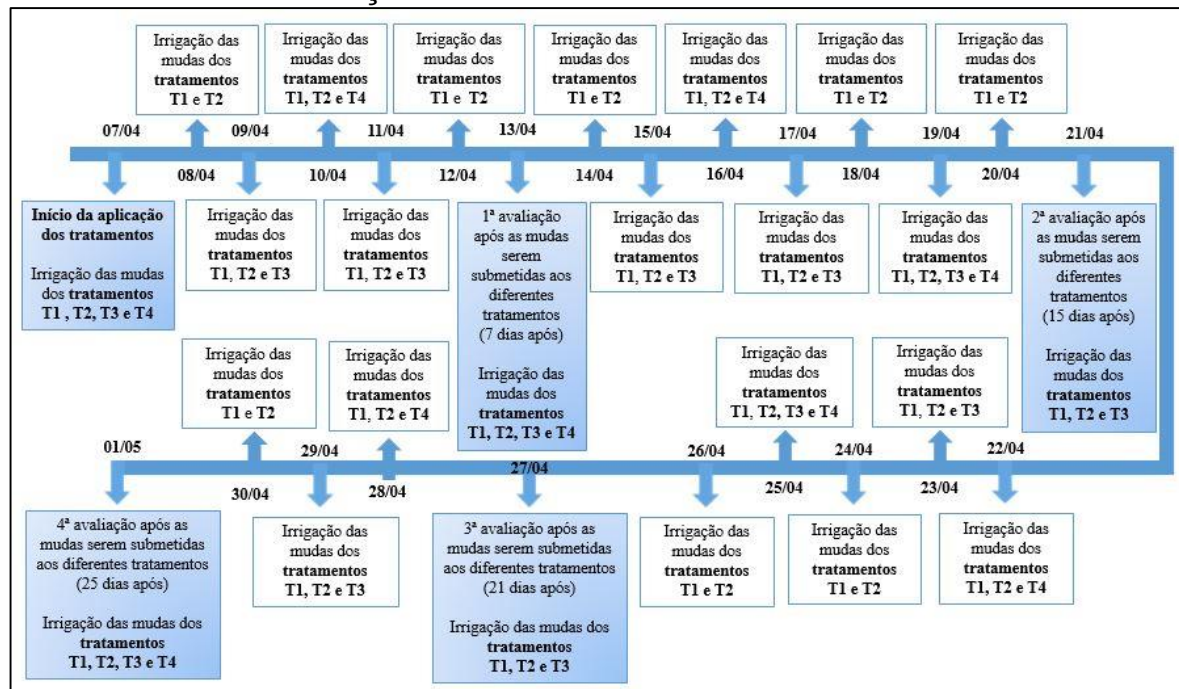 Irrigação das
mudas dos
tratamentos
T1 e T2
Irrigação das
mudas dos
tratamentos
T1, T2 e T4
Irrigação das
mudas dos
tratamentos
T1 e T2
Irrigação das
mudas dos
tratamentos
T1 e T2
Irrigação das
mudas dos
tratamentos
T1, T2 e T4
Irrigação das
mudas dos
tratamentos
T1 e T2
Irrigação das
mudas dos
tratamentos
T1 e T2
07/04
09/04
11/04
13/04
15/04
17/04
19/04
21/04
08/04
10/04
12/04
14/04
16/04
18/04
20/04
Início da aplicação
dos tratamentos
Irrigação das mudas
dos tratamentos
T1 , T2, T3 e T4
Irrigação das
mudas dos
tratamentos
T1, T2 e T3
Irrigação das
mudas dos
tratamentos
T1, T2 e T3
1ª avaliação
após as mudas
serem
submetidas aos
diferentes
tratamentos
(7 dias após)
Irrigação das
mudas dos
tratamentos
T1, T2, T3 e T4
Irrigação das
mudas dos
tratamentos
T1, T2 e T3
Irrigação das
mudas dos
tratamentos
T1, T2 e T3
Irrigação das
mudas dos
tratamentos
T1, T2, T3 e T4
2ª avaliação após
as mudas serem
submetidas aos
diferentes
tratamentos
(15 dias após)
Irrigação das
mudas dos
tratamentos
T1, T2 e T3
Irrigação das
mudas dos
tratamentos
T1 e T2
Irrigação das
mudas dos
tratamentos
T1, T2 e T4
Irrigação das
mudas dos
tratamentos
T1, T2, T3 e T4
Irrigação das
mudas dos
tratamentos
T1, T2 e T3
01/05
29/04
27/04
26/04
24/04
22/04
30/04
28/04
25/04
23/04
4ª avaliação após as
mudas serem submetidas
aos diferentes tratamentos
(25 dias após)
Irrigação das mudas dos
tratamentos
T1, T2, T3 e T4
Irrigação das
mudas dos
tratamentos
T1, T2 e T3
3ª avaliação após as
mudas serem submetidas
aos diferentes tratamentos
(21 dias após)
Irrigação das mudas dos
tratamentos
T1, T2 e T3
Irrigação das
mudas dos
tratamentos
T1 e T2
Irrigação das
mudas dos
tratamentos
T1 e T2
Irrigação das
mudas dos
tratamentos
T1, T2 e T4